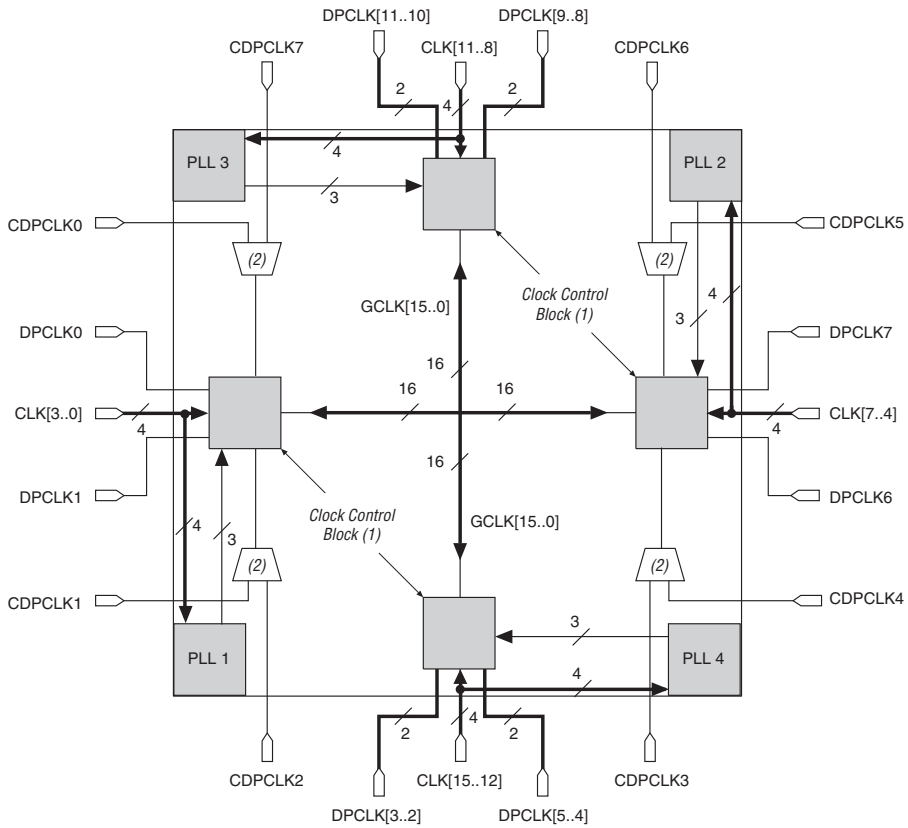 DPCLK[11..10]
DPCLK[9..8]
CDPCLK7
CLK[11..8]
CDPCLK6
2
4
2
PLL 3
4
PLL 2
3
CDPCLK0
CDPCLK5
(2)
(2)
4
Clock Control
Block (1)
GCLK[15..0]
3
DPCLK0
DPCLK7
16
16
16
CLK[3..0]
4
CLK[7..4]
4
16
DPCLK1
DPCLK6
4
3
Clock Control
Block (1)
GCLK[15..0]
(2)
(2)
CDPCLK1
CDPCLK4
3
PLL 1
PLL 4
4
2
4
2
CDPCLK2
CLK[15..12]
CDPCLK3
DPCLK[3..2]
DPCLK[5..4]